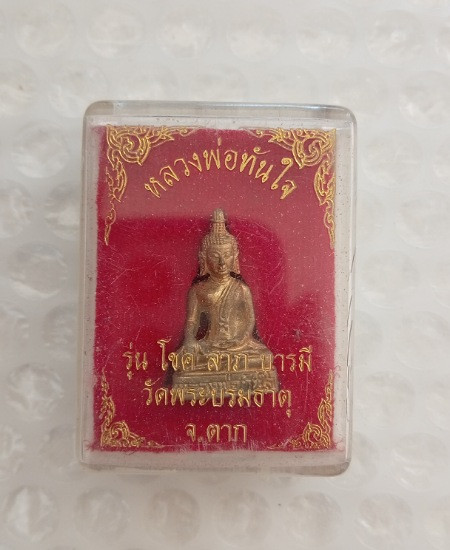 หลวงพ่อทันใจ
รุ่น โชค ลาภ บารมี
วัดพระบรมธาตุ
จ.ตาก